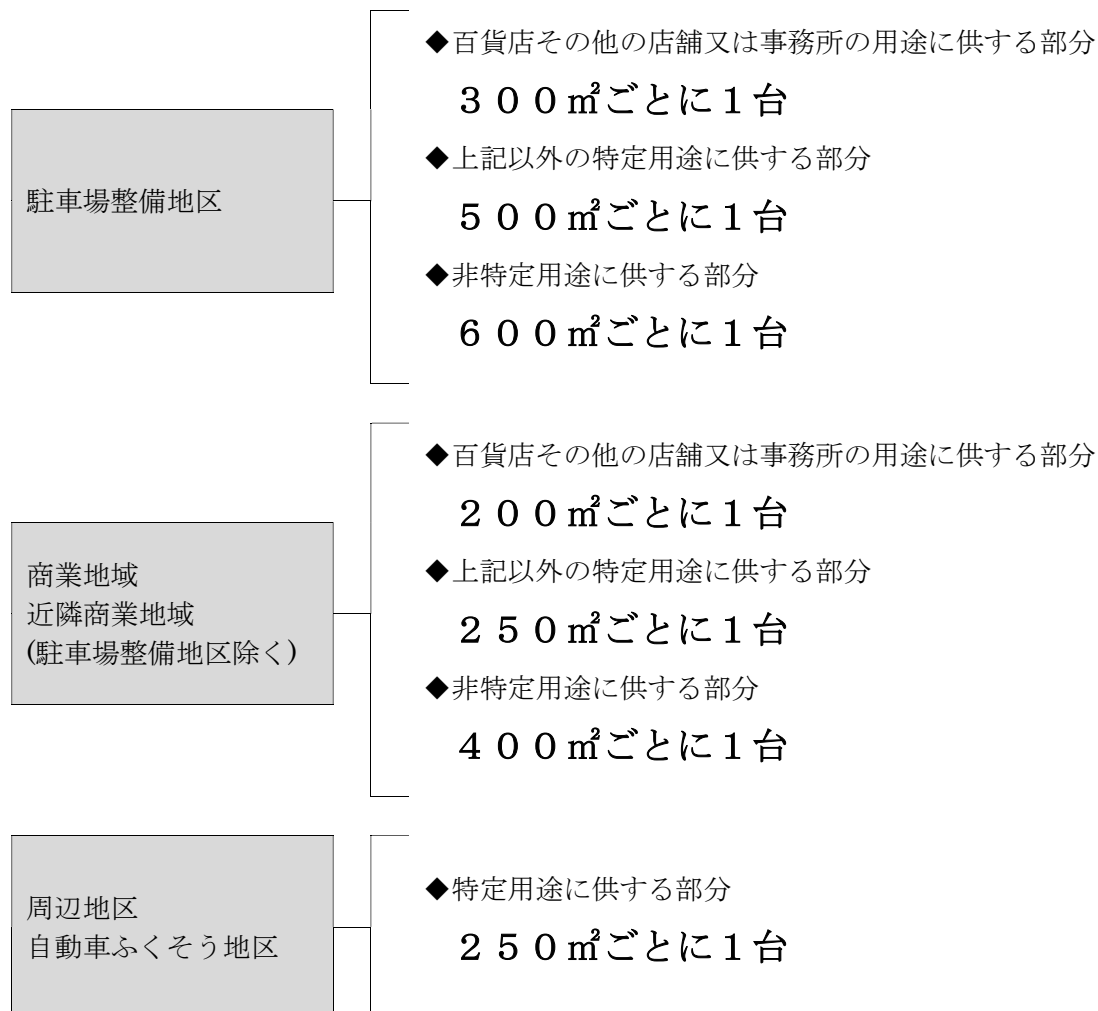 駐車場整備地区
◆百貨店その他の店舗又は事務所の用途に供する部分
３００㎡ごとに１台
◆上記以外の特定用途に供する部分
５００㎡ごとに１台
◆非特定用途に供する部分
６００㎡ごとに１台
商業地域
近隣商業地域
(駐車場整備地区除く)
◆百貨店その他の店舗又は事務所の用途に供する部分
２００㎡ごとに１台
◆上記以外の特定用途に供する部分
２５０㎡ごとに１台
◆非特定用途に供する部分
４００㎡ごとに１台
周辺地区
自動車ふくそう地区
◆特定用途に供する部分
２５０㎡ごとに１台